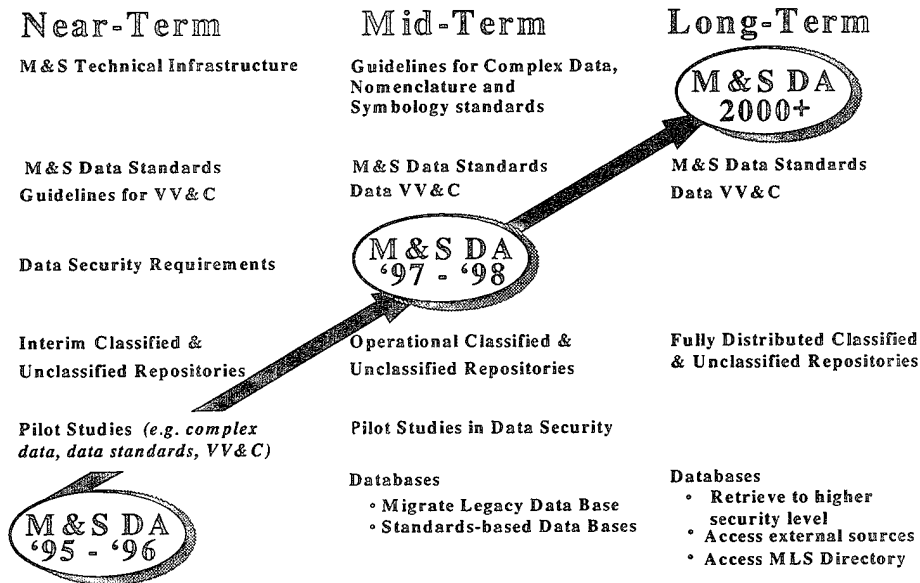 Near-Term
M&S Technical Infrastructure
M&S Data Standards
Guidelines for VV&C
Data Security Requirements
Interim Classified &
Unclassified Repositories
Pilot Studies (e.g. complex
data, data standards, VV&C)
M&S DA
‘95 - ‘96
Mid-Term
Guidelines for Complex Data,
Nomenclature and
Symbology standards
M&S Data Standards
Data VV&C
M&S DA
‘97 - ‘98
Operational Classified &
Unclassified Repositories
Pilot Studies in Data Security
Databases
• Migrate Legacy Data Base
• Standards-based Data Bases
Long-Term
M&S DA
2000+
M&S Data Standards
Data VV&C
Fully Distributed Classified
& Unclassified Repositories
Databases
• Retrieve to higher
security level
• Access external sources
• Access MLS Directory